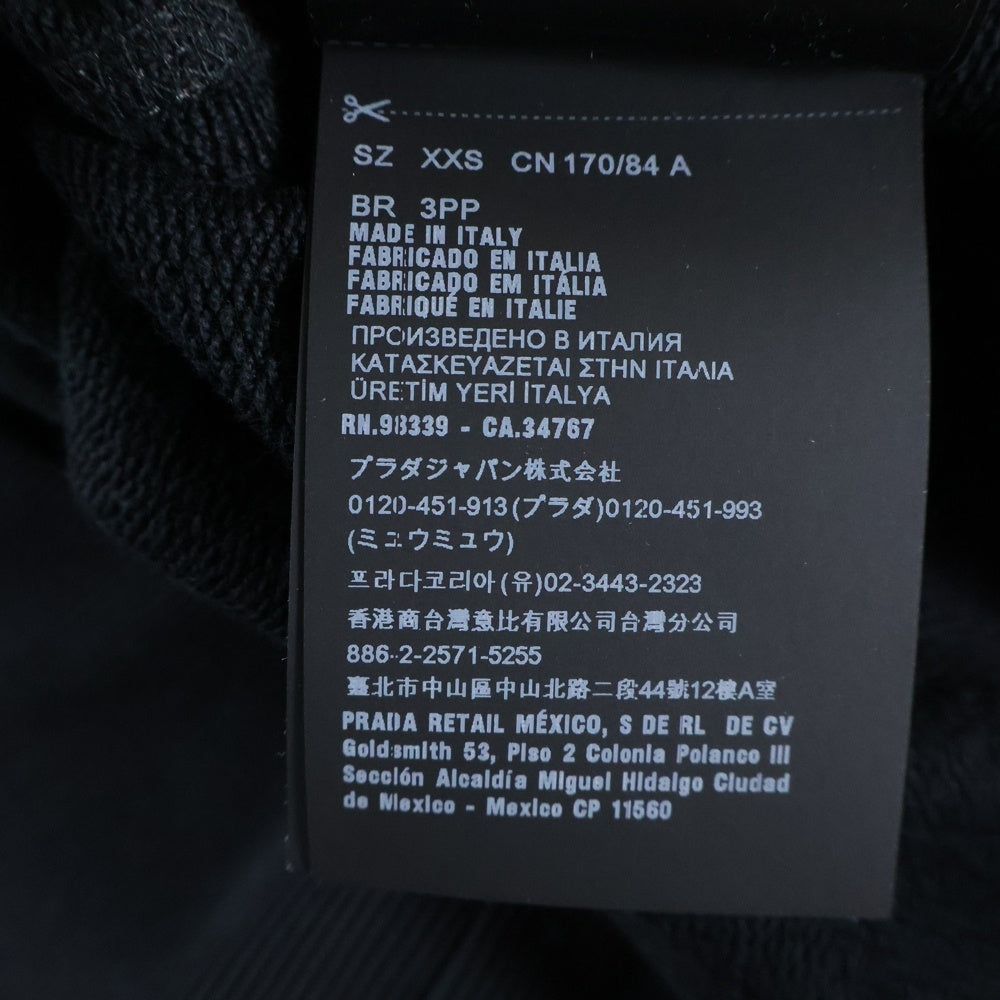 SZ XXS CN 170/84 A
BR 3PP
MADE IN ITALY
FABRICADO EN ITALIA
FABRICADO EM ITÁLIA
FABRIQUÉ EN ITALIE
ПРОИЗВЕДЕНО В ИТАЛИЯ
ΚΑΤΑΣΚΕΥΑΖΕΤΑΙ ΣΤΗΝ ΙΤΑΛΙΑ
ÜRETİM YERİ İTALYA
RN.98339 - CA.34767
プラダジャパン株式会社
0120-451-913(プラダ)0120-451-993
(ミュウミュウ)
프라다코리아(유)02-3443-2323
香港商台灣意比有限公司台灣分公司
886-2-2571-5255
臺北市中山區中山北路二段44號12樓A室
PRADA RETAIL MÉXICO, S DE RL DE CV
Goldsmith 53, Piso 2 Colonia Polanco III
Sección Alcaldía Miguel Hidalgo Ciudad
de Mexico - Mexico CP 11560